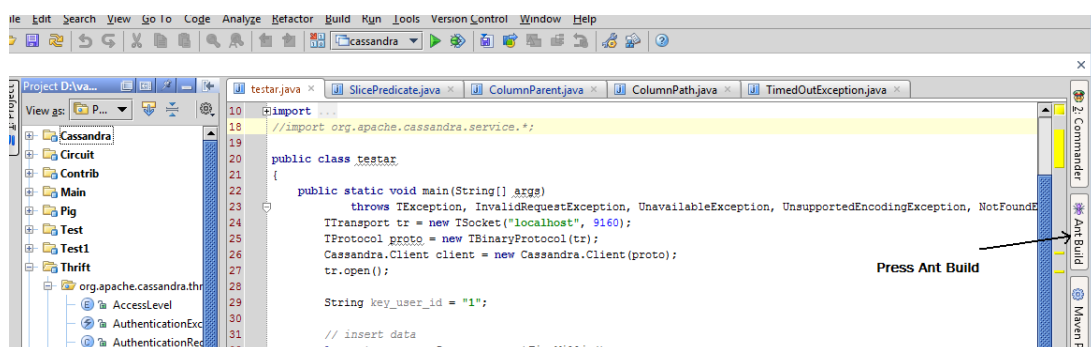 ile Edit Search View Go To Code Analyze Refactor Build Run Tools Version Control Window Help
cassandra
Project D:\va...
testar.java
SlicePredicate.java
ColumnParent.java
ColumnPath.java
TimedOutException.java
View as: P...
Cassandra
Circuit
Contrib
Main
Pig
Test
Test1
Thrift
org.apache.cassandra.thr
AccessLevel
AuthenticationExc
AuthenticationReq
10 import ...
18 //import org.apache.cassandra.service.*;
19
20 public class testar
21 {
22 public static void main(String[] args)
23 throws TException, InvalidRequestException, UnavailableException, UnsupportedEncodingException, NotFoundE
24 TTransport tr = new TSocket("localhost", 9160);
25 TProtocol proto = new TBinaryProtocol(tr);
26 Cassandra.Client client = new Cassandra.Client(proto);
27 tr.open();
28
29 String key_user_id = "1";
30
31 // insert data
Press Ant Build
2: Commander
Ant Build
Maven P